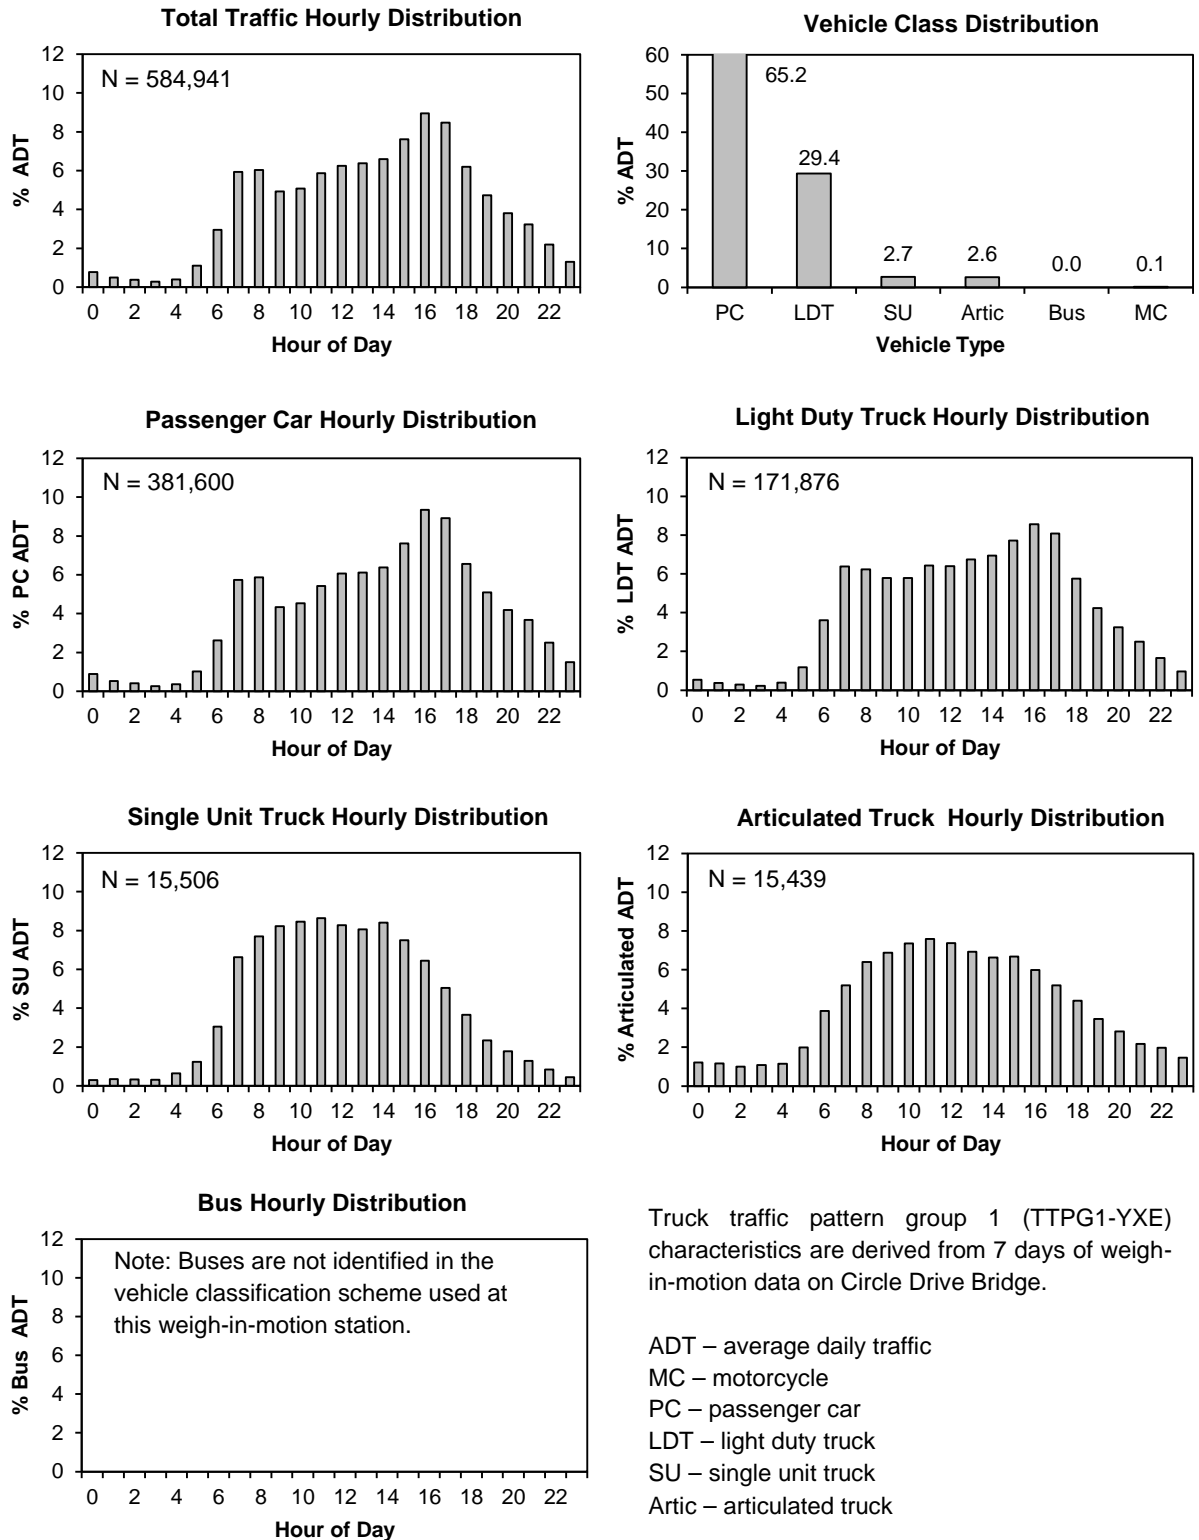 Total Traffic Hourly Distribution
N = 584,941
% ADT
12
10
8
6
4
2
0
0 2 4 6 8 10 12 14 16 18 20 22
Hour of Day
Vehicle Class Distribution
% ADT
60
50
40
30
20
10
0
65.2
29.4
2.7
2.6
0.0
0.1
PC LDT SU Artic Bus MC
Vehicle Type
Passenger Car Hourly Distribution
N = 381,600
% PC ADT
12
10
8
6
4
2
0
0 2 4 6 8 10 12 14 16 18 20 22
Hour of Day
Light Duty Truck Hourly Distribution
N = 171,876
% LDT ADT
12
10
8
6
4
2
0
0 2 4 6 8 10 12 14 16 18 20 22
Hour of Day
Single Unit Truck Hourly Distribution
N = 15,506
% SU ADT
12
10
8
6
4
2
0
0 2 4 6 8 10 12 14 16 18 20 22
Hour of Day
Articulated Truck Hourly Distribution
N = 15,439
% Articulated ADT
12
10
8
6
4
2
0
0 2 4 6 8 10 12 14 16 18 20 22
Hour of Day
Bus Hourly Distribution
Note: Buses are not identified in the
vehicle classification scheme used at
this weigh-in-motion station.
% Bus ADT
12
10
8
6
4
2
0
0 2 4 6 8 10 12 14 16 18 20 22
Hour of Day
Truck traffic pattern group 1 (TTPG1-YXE)
characteristics are derived from 7 days of weigh-
in-motion data on Circle Drive Bridge.
ADT – average daily traffic
MC – motorcycle
PC – passenger car
LDT – light duty truck
SU – single unit truck
Artic – articulated truck